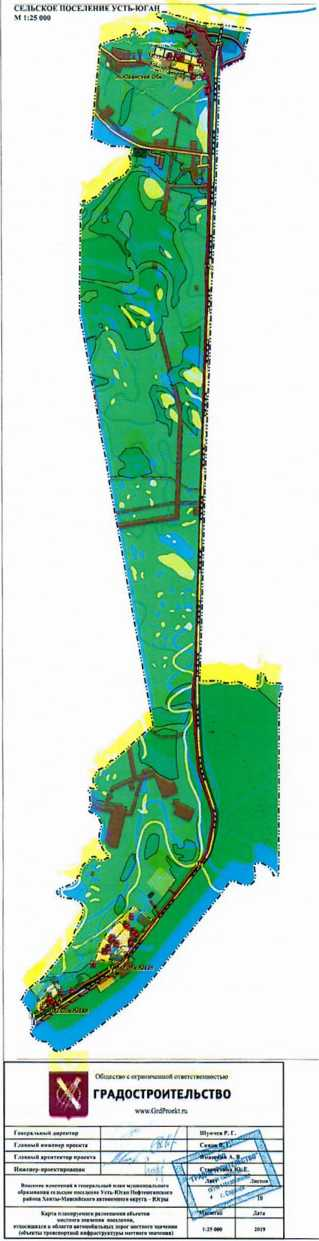 СЕЛЬСКОЕ ПОСЕЛЕНИЕ УСТЬ-ЮГАН
М 1:25 000
Общество с ограниченной ответственностью
ГРАДОСТРОИТЕЛЬСТВО
www.GrdProekt.ru
Генеральный директор
Шумчев Р. Г.
Главный инженер проекта
Главный архитектор проекта
Инженер-проектировщик
Внесение изменений в генеральный план муниципального
образования сельское поселение Усть-Юган Нефтеюганского
района Ханты-Мансийского автономного округа – Югры
Лист
Листов
10
Карта планируемого размещения объектов
местного значения поселения,
относящихся к области автомобильных дорог местного значения
(объекты транспортной инфраструктуры местного значения)
Масштаб
Дата
1:25 000
2019